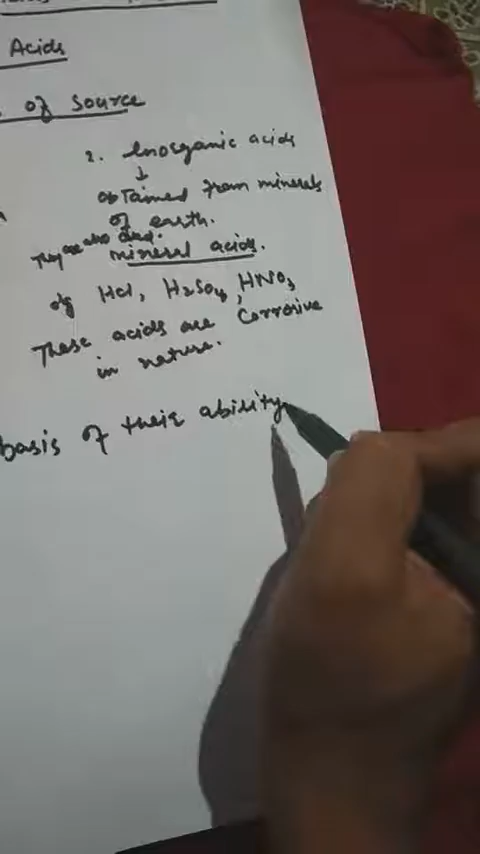 Acids
of source
2. Inorganic acids
↓
obtained from minerals
of earth.
They are also
mineral acids.
eg HCl, H₂SO₄, HNO₃
These acids are corrosive
in nature.
basis of their ability